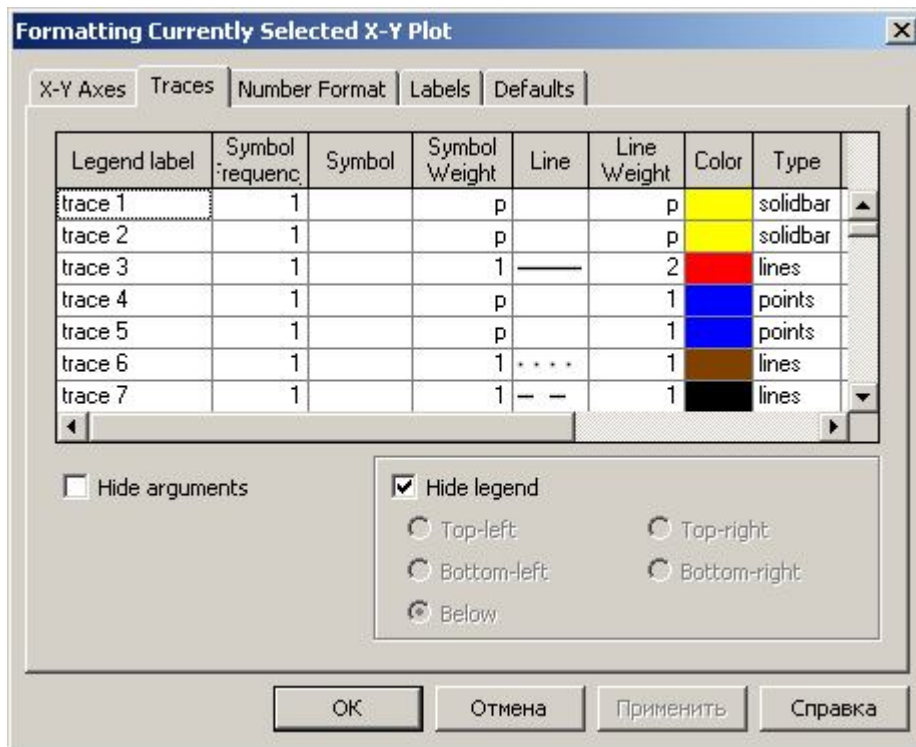 Formatting Currently Selected X-Y Plot
X-Y Axes Traces Number Format Labels Defaults
Legend label Symbol Frequenc Symbol Symbol Weight Line Line Weight Color Type
trace 1 1 p p solidbar
trace 2 1 p p solidbar
trace 3 1 1 2 lines
trace 4 1 p 1 points
trace 5 1 p 1 points
trace 6 1 1 1 lines
trace 7 1 1 1 lines
Hide arguments
Hide legend
Top-left Top-right
Bottom-left Bottom-right
Below
OK Отмена Применить Справка